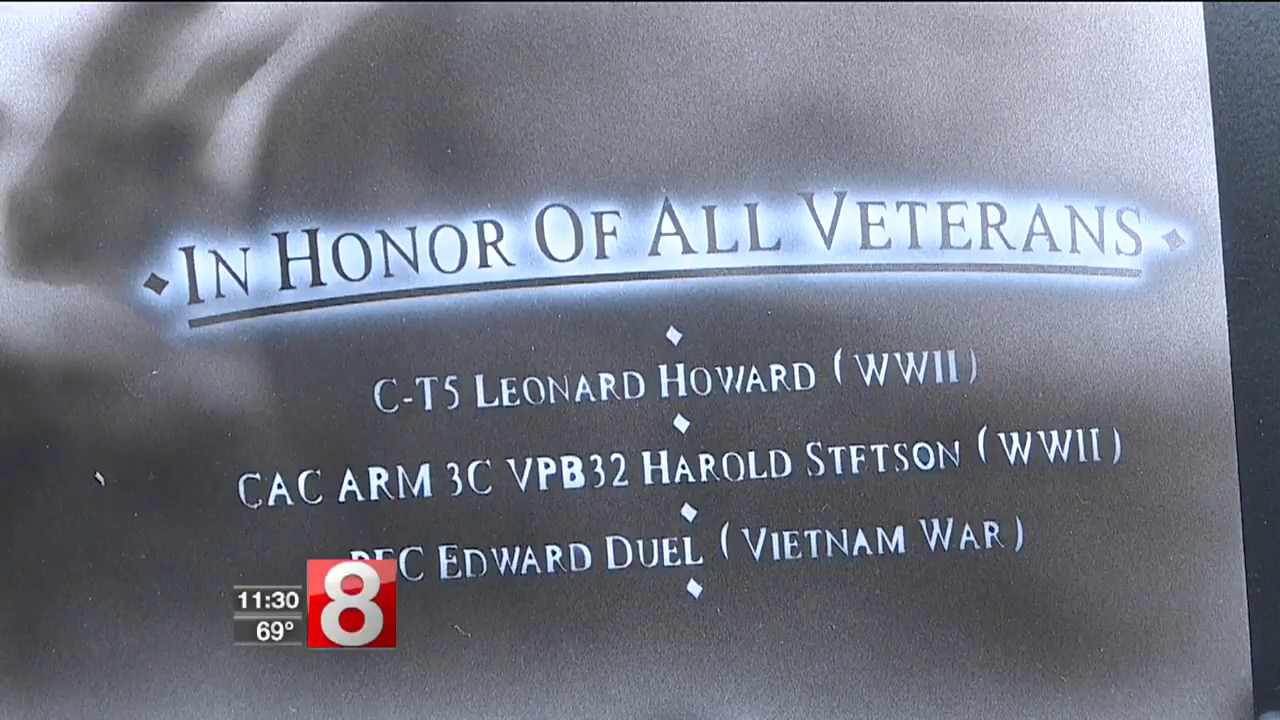 In Honor Of All Veterans
C-T5 Leonard Howard (WWII)
CAC ARM 3C VPB32 Harold Stetson (WWII)
PFC Edward Duel (Vietnam War)
11:30
69°
8